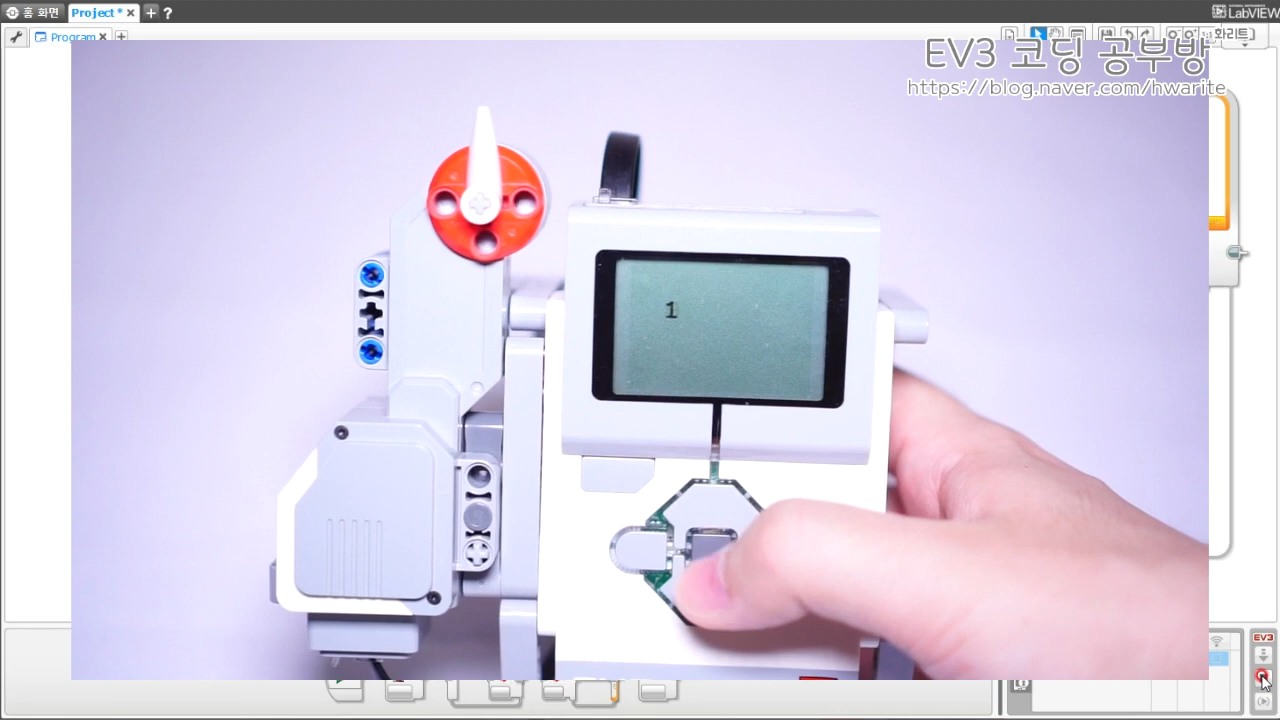 홈 화면 Project* × + ?
LabVIEW
Program × +
화리트
EV3 코딩 공부방
https://blog.naver.com/hwarite
1
EV3